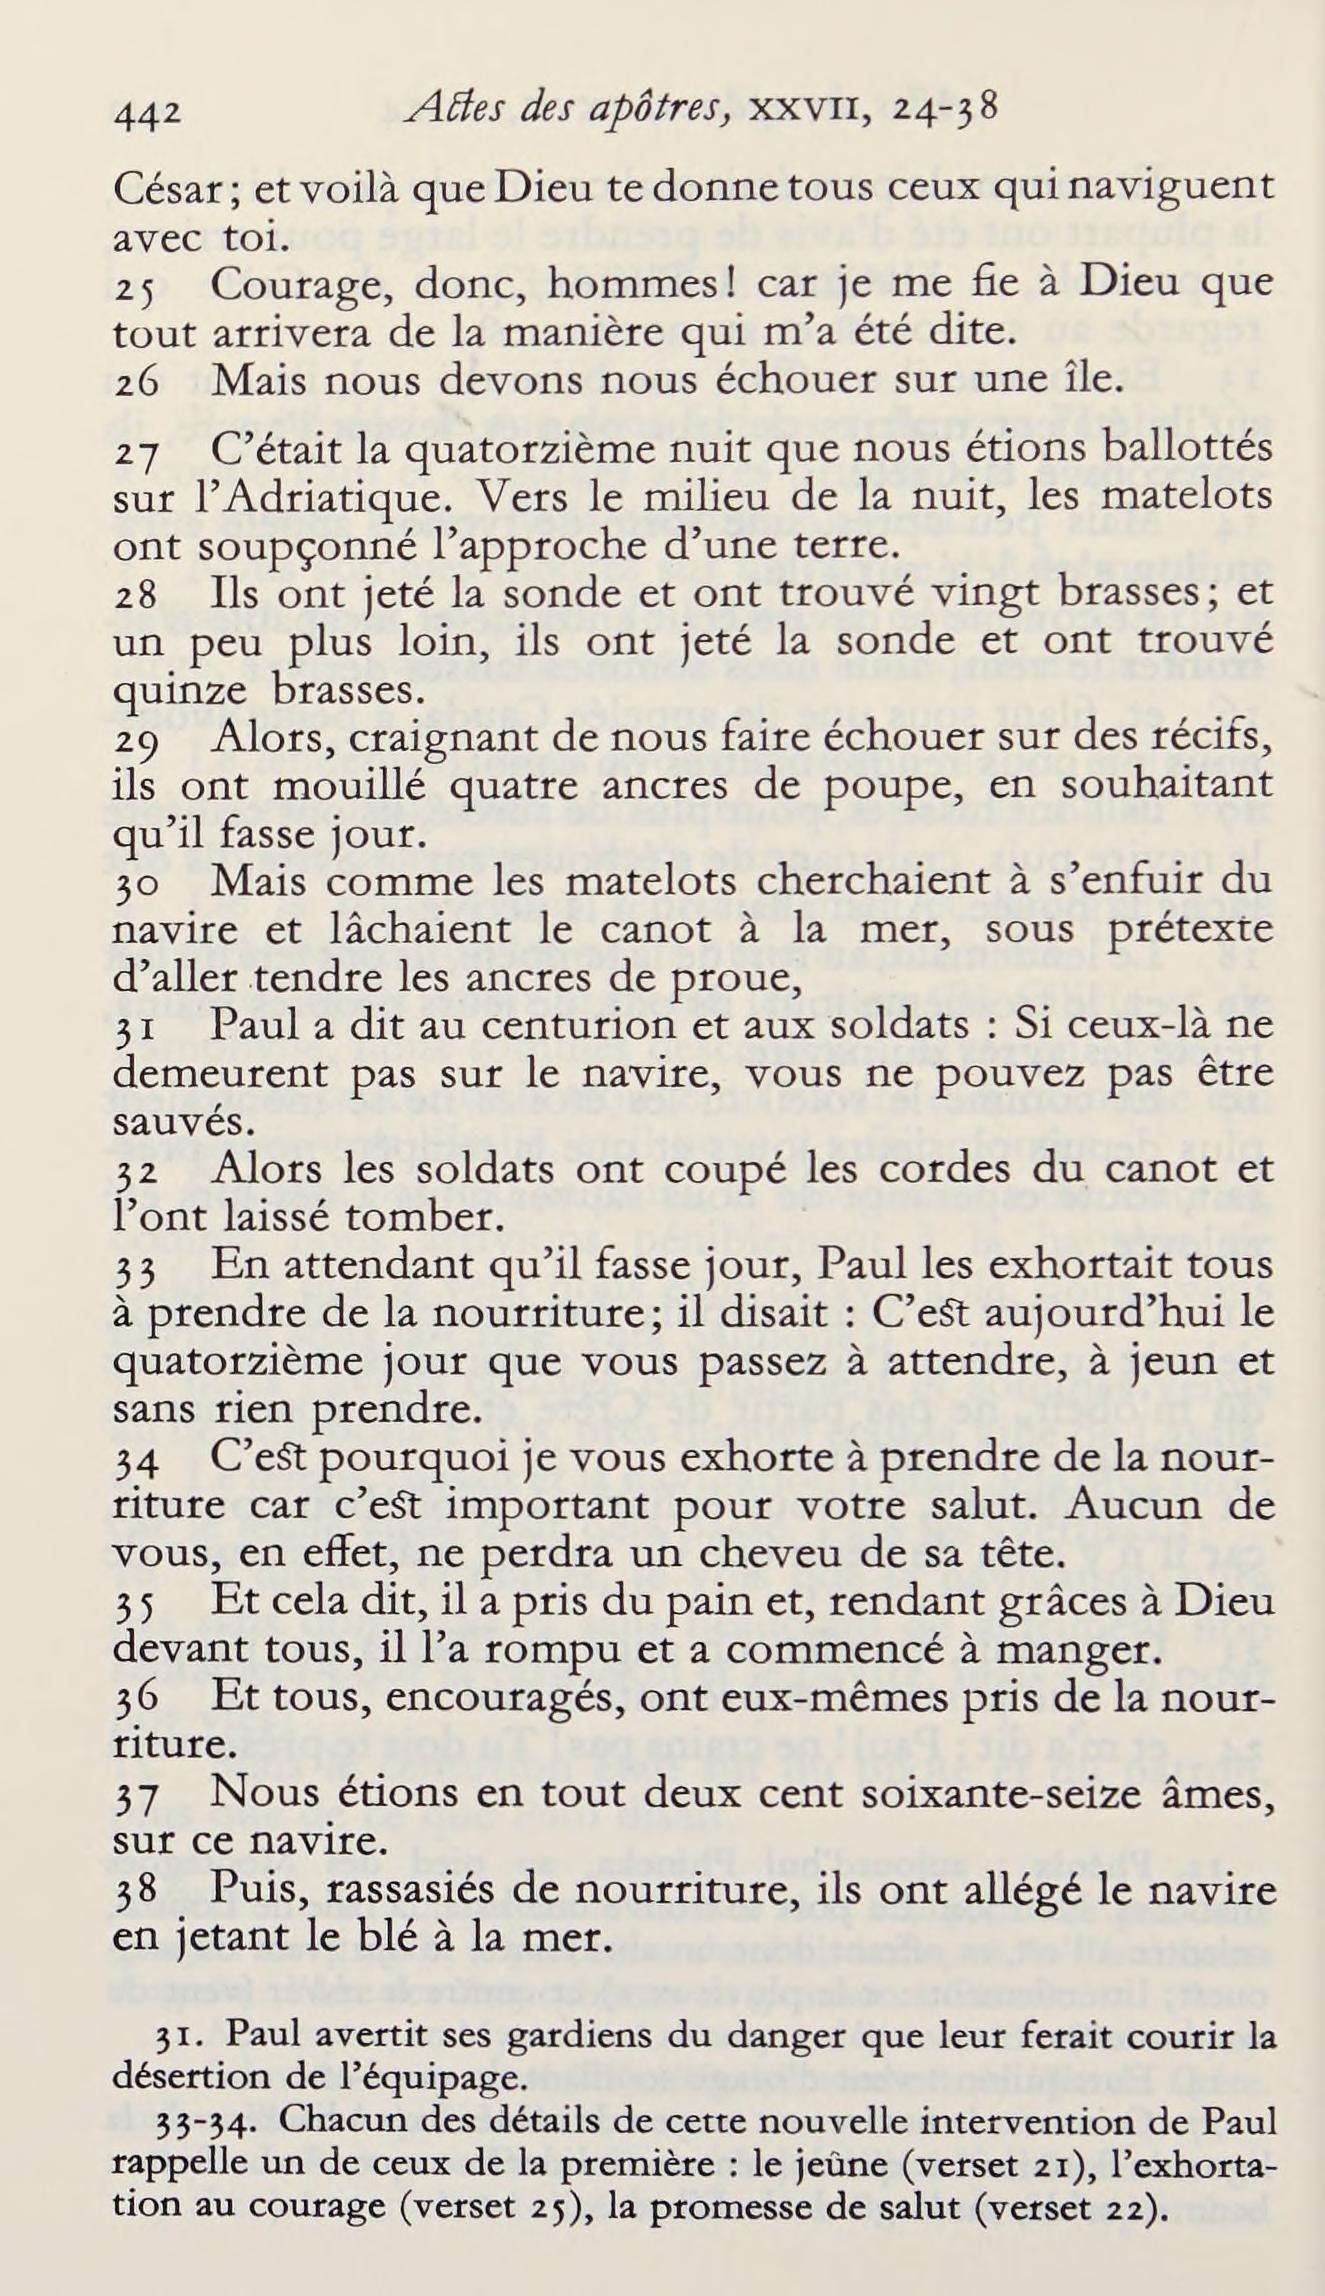 442 Actes des apôtres, XXVII, 24-38
César ; et voilà que Dieu te donne tous ceux qui naviguent
avec toi.
25 Courage, donc, hommes ! car je me fie à Dieu que
tout arrivera de la manière qui m’a été dite.
26 Mais nous devons nous échouer sur une île.
27 C’était la quatorzième nuit que nous étions ballottés
sur l’Adriatique. Vers le milieu de la nuit, les matelots
ont soupçonné l’approche d’une terre.
28 Ils ont jeté la sonde et ont trouvé vingt brasses ; et
un peu plus loin, ils ont jeté la sonde et ont trouvé
quinze brasses.
29 Alors, craignant de nous faire échouer sur des récifs,
ils ont mouillé quatre ancres de poupe, en souhaitant
qu’il fasse jour.
30 Mais comme les matelots cherchaient à s’enfuir du
navire et lâchaient le canot à la mer, sous prétexte
d’aller tendre les ancres de proue,
31 Paul a dit au centurion et aux soldats : Si ceux-là ne
demeurent pas sur le navire, vous ne pouvez pas être
sauvés.
32 Alors les soldats ont coupé les cordes du canot et
l’ont laissé tomber.
33 En attendant qu’il fasse jour, Paul les exhortait tous
à prendre de la nourriture ; il disait : C’est aujourd’hui le
quatorzième jour que vous passez à attendre, à jeun et
sans rien prendre.
34 C’est pourquoi je vous exhorte à prendre de la nour-
riture car c’est important pour votre salut. Aucun de
vous, en effet, ne perdra un cheveu de sa tête.
35 Et cela dit, il a pris du pain et, rendant grâces à Dieu
devant tous, il l’a rompu et a commencé à manger.
36 Et tous, encouragés, ont eux-mêmes pris de la nour-
riture.
37 Nous étions en tout deux cent soixante-seize âmes,
sur ce navire.
38 Puis, rassasiés de nourriture, ils ont allégé le navire
en jetant le blé à la mer.
31. Paul avertit ses gardiens du danger que leur ferait courir la
désertion de l’équipage.
33-34. Chacun des détails de cette nouvelle intervention de Paul
rappelle un de ceux de la première : le jeûne (verset 21), l’exhorta-
tion au courage (verset 25), la promesse de salut (verset 22).